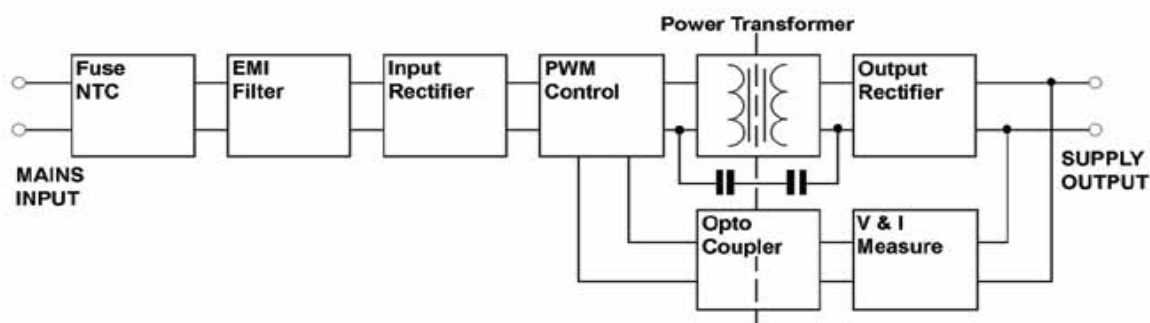 Power Transformer
Fuse
NTC
EMI
Filter
Input
Rectifier
PWM
Control
Output
Rectifier
MAINS
INPUT
SUPPLY
OUTPUT
Opto
Coupler
V & I
Measure